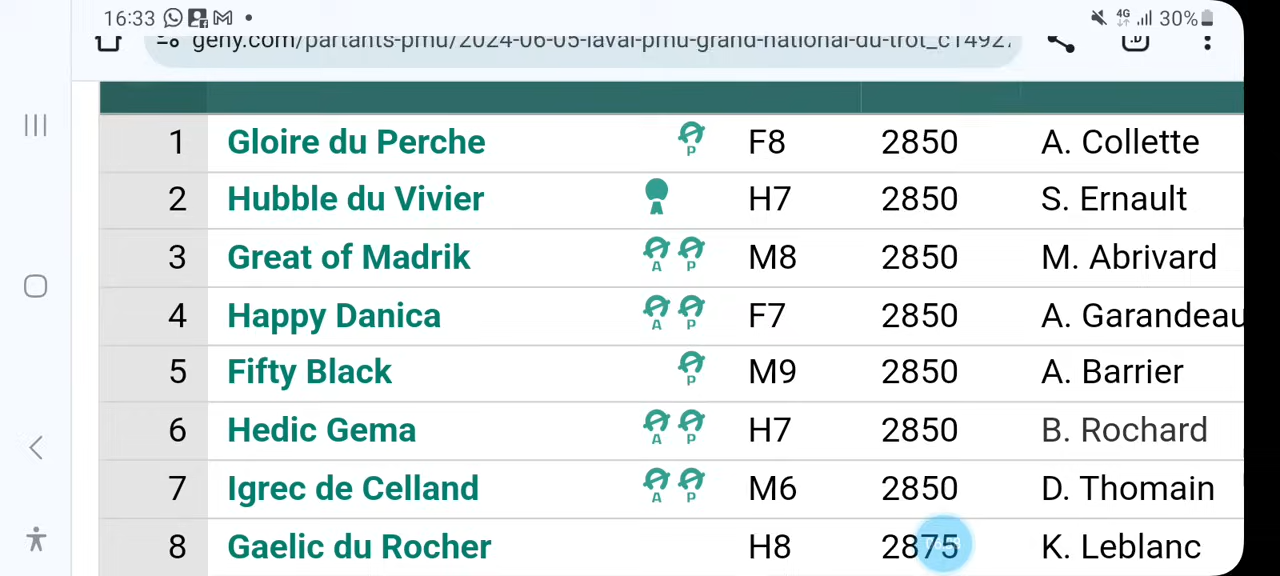 16:33 4G 30%
geny.com/partants-pmu/2024-06-05-laval-pmu-grand-national-du-trot_c1492
1 Gloire du Perche P F8 2850 A. Collette
2 Hubble du Vivier H7 2850 S. Ernault
3 Great of Madrik A P M8 2850 M. Abrivard
4 Happy Danica A P F7 2850 A. Garandeau
5 Fifty Black P M9 2850 A. Barrier
6 Hedic Gema A P H7 2850 B. Rochard
7 Igrec de Celland A P M6 2850 D. Thomain
8 Gaelic du Rocher H8 2875 K. Leblanc